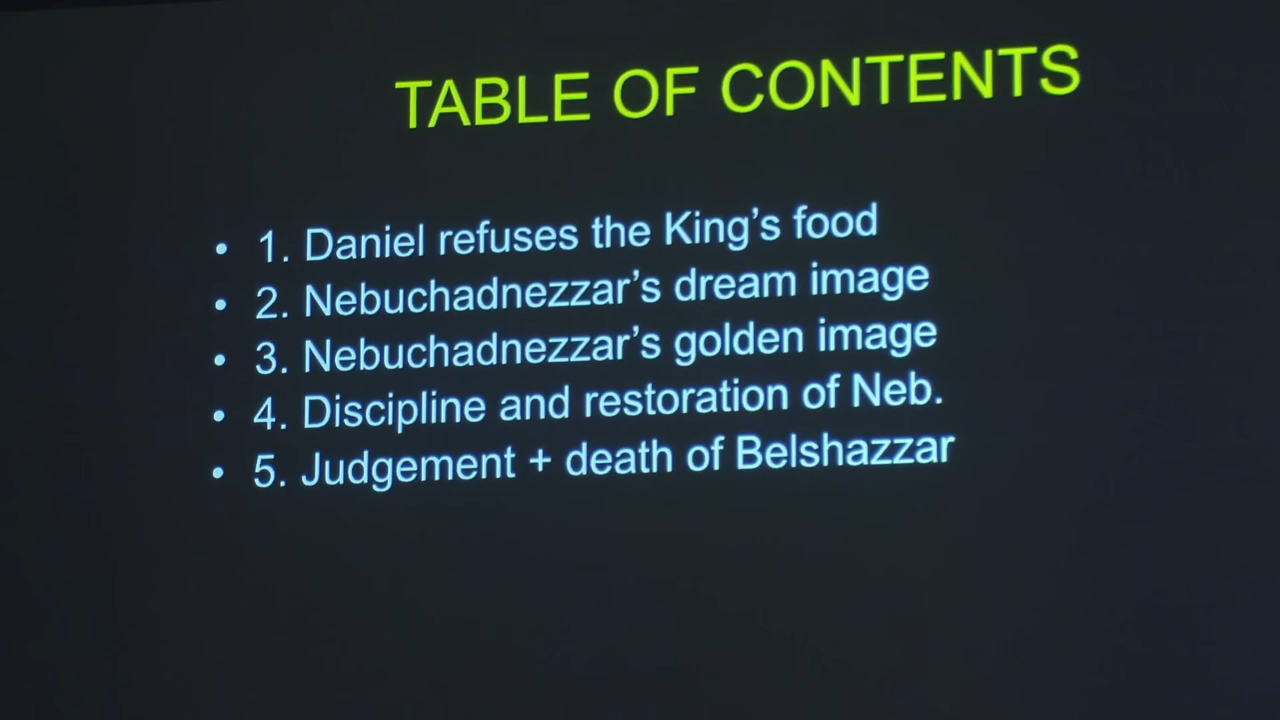 TABLE OF CONTENTS
• 1. Daniel refuses the King's food
• 2. Nebuchadnezzar's dream image
• 3. Nebuchadnezzar's golden image
• 4. Discipline and restoration of Neb.
• 5. Judgement + death of Belshazzar